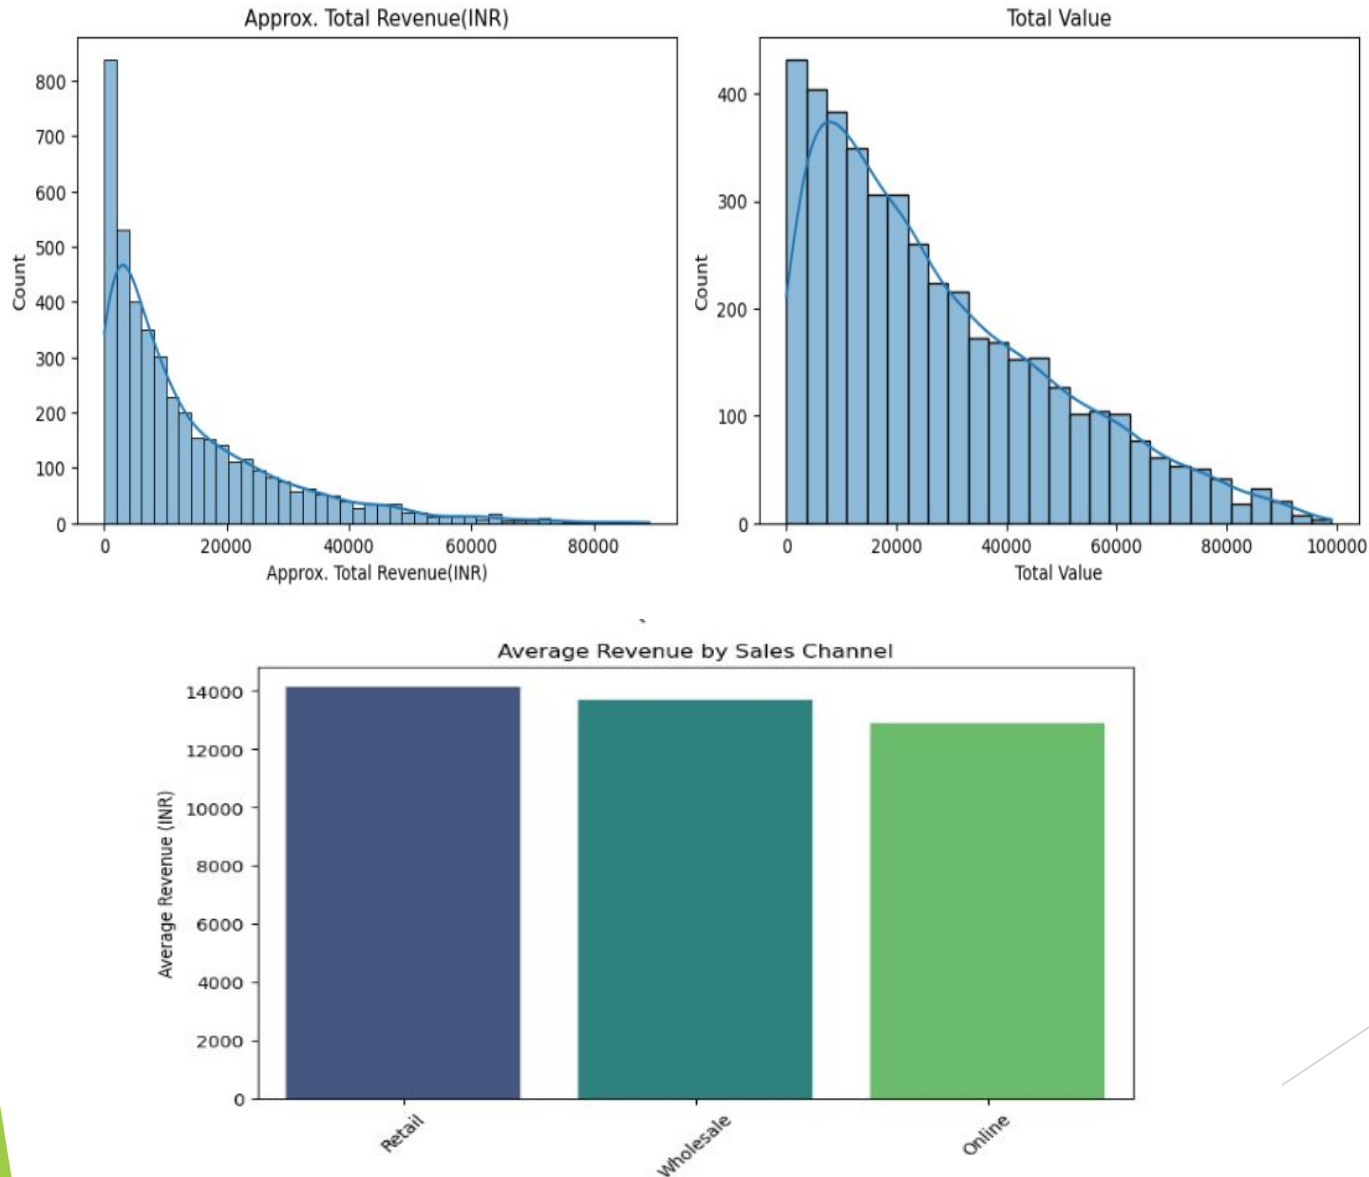 Approx. Total Revenue(INR)
800
700
600
500
400
300
200
100
0
Count
0 20000 40000 60000 80000
Approx. Total Revenue(INR)
Total Value
400
300
200
100
0
Count
0 20000 40000 60000 80000 100000
Total Value
Average Revenue by Sales Channel
14000
12000
10000
8000
6000
4000
2000
0
Average Revenue (INR)
Retail
Wholesale
Online